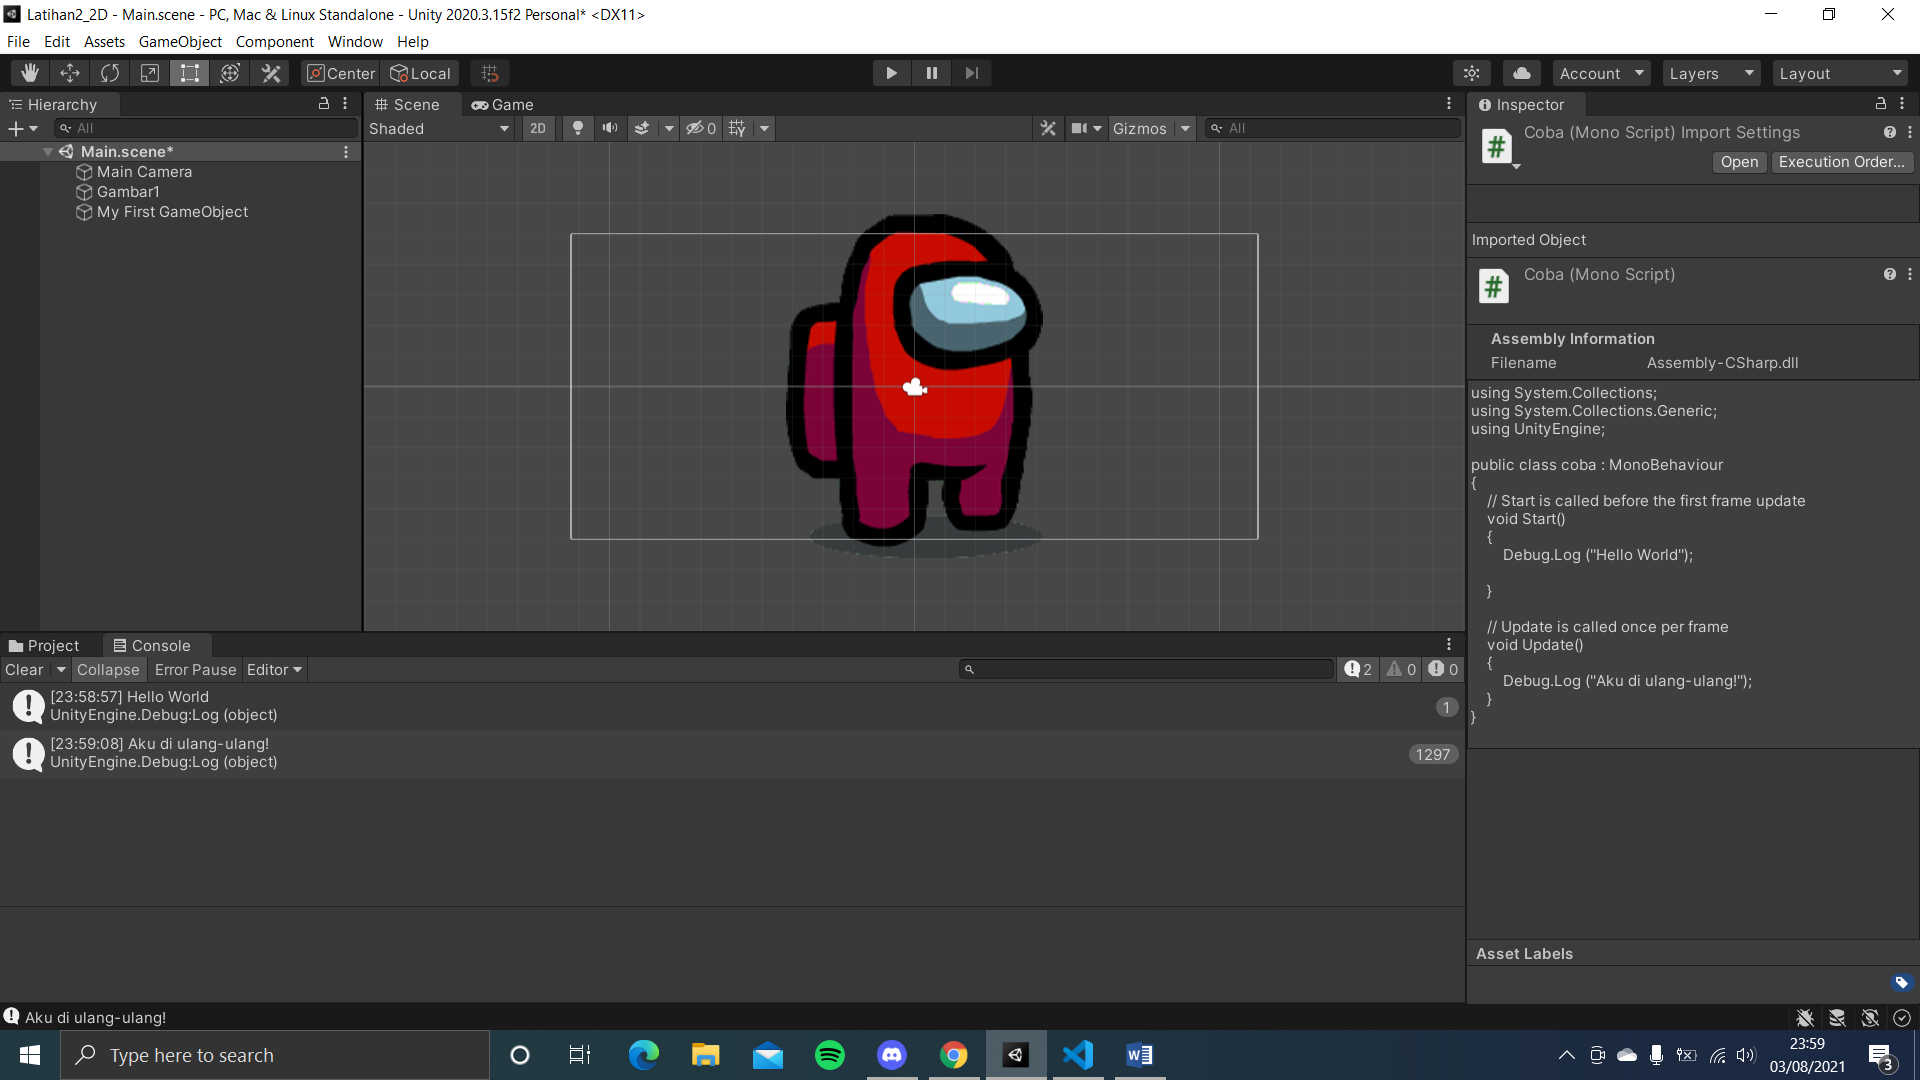 Latihan2_2D - Main.scene - PC, Mac & Linux Standalone - Unity 2020.3.15f2 Personal* <DX11>
File Edit Assets GameObject Component Window Help
Center Local Account Layers Layout
Hierarchy
All
Main.scene*
Main Camera
Gambar1
My First GameObject
Scene Game
Shaded 2D 0 Gizmos All
Inspector
Coba (Mono Script) Import Settings
Open Execution Order...
Imported Object
Coba (Mono Script)
Assembly Information
Filename Assembly-CSharp.dll
using System.Collections;
using System.Collections.Generic;
using UnityEngine;
public class coba : MonoBehaviour
{
// Start is called before the first frame update
void Start()
{
Debug.Log ("Hello World");
}
// Update is called once per frame
void Update()
{
Debug.Log ("Aku di ulang-ulang!");
}
}
Asset Labels
Project Console
Clear Collapse Error Pause Editor 2 0 0
[23:58:57] Hello World
UnityEngine.Debug:Log (object)
1
[23:59:08] Aku di ulang-ulang!
UnityEngine.Debug:Log (object)
1297
Aku di ulang-ulang!
Type here to search
23:59
03/08/2021
3